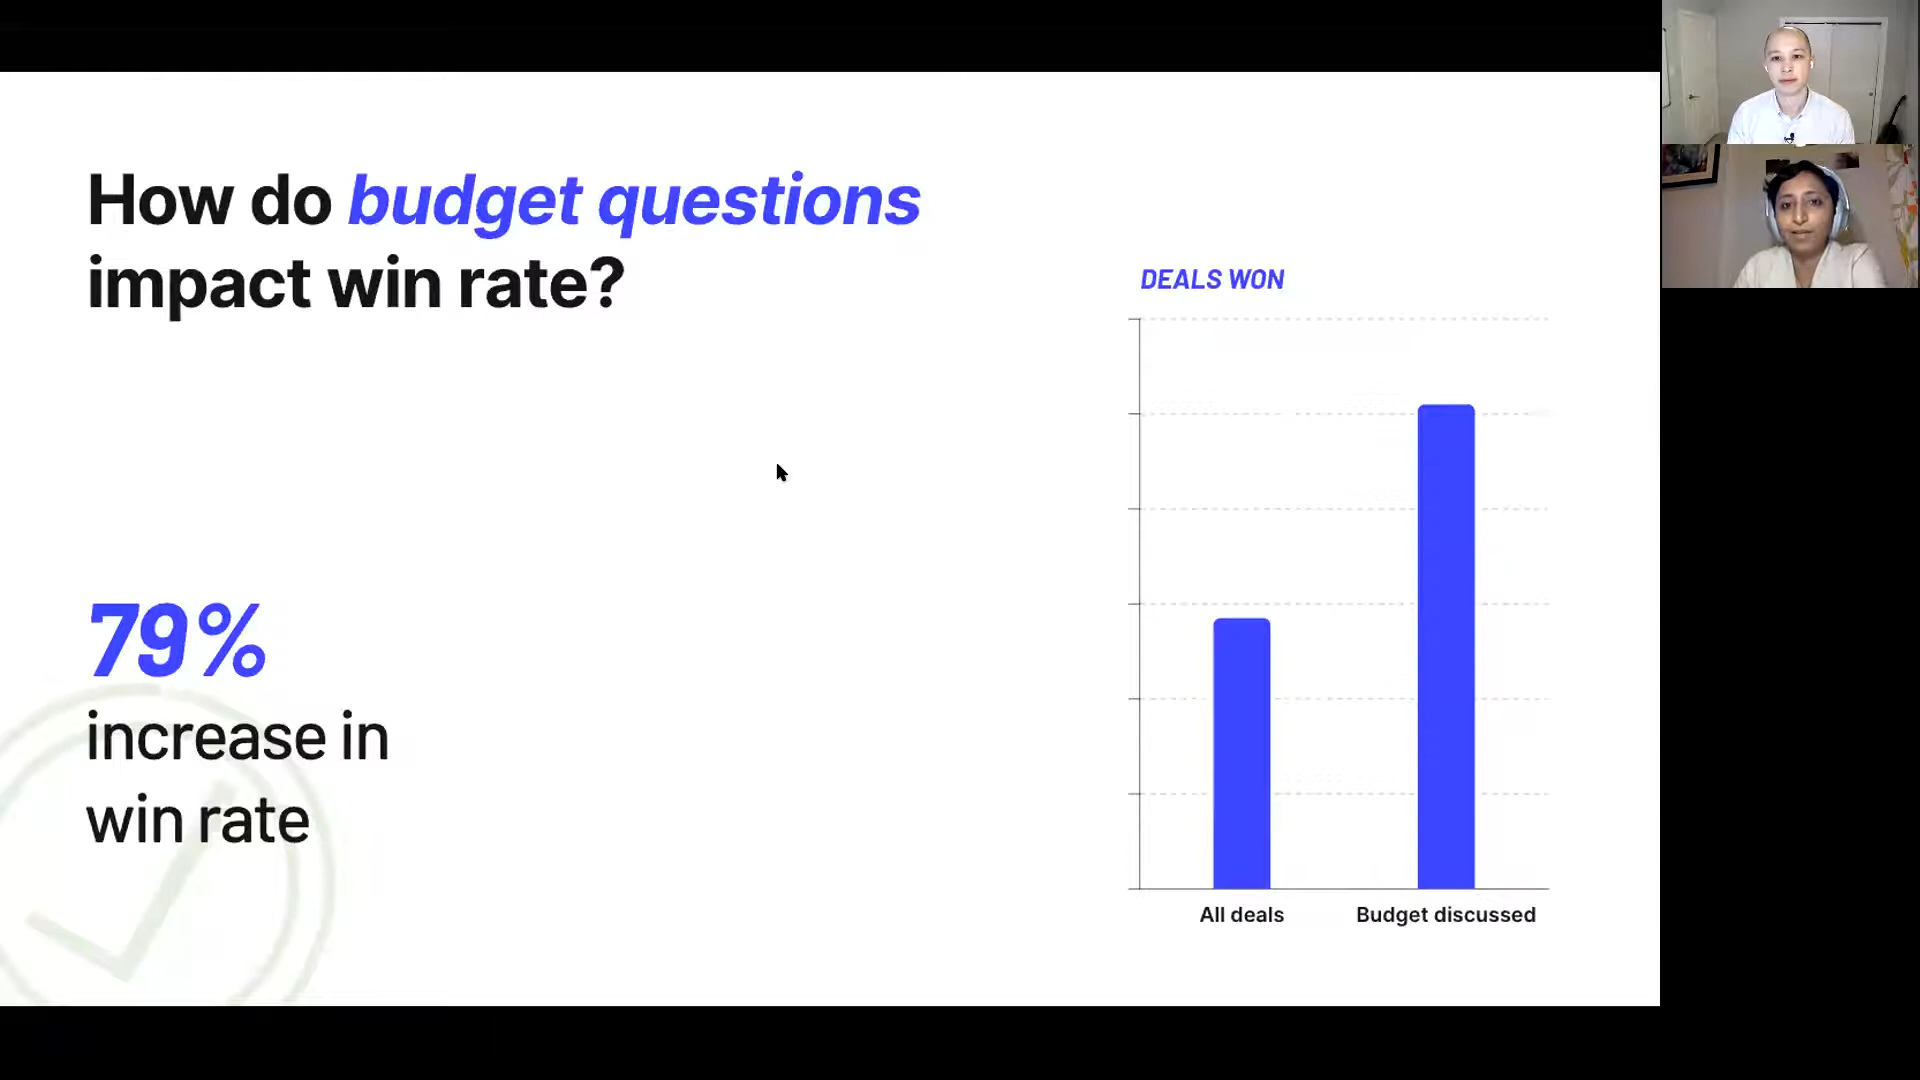 How do budget questions
impact win rate?
DEALS WON
79%
increase in
win rate
All deals
Budget discussed